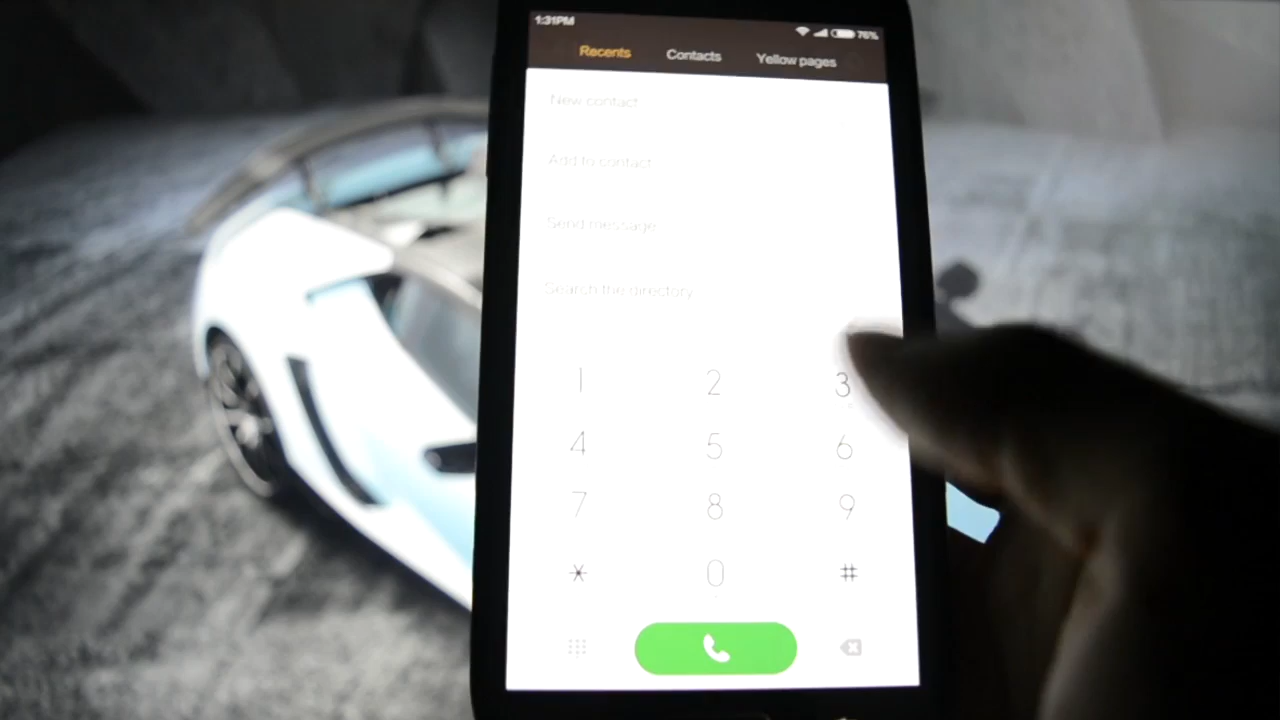 1:31PM 76%
Recents Contacts Yellow pages
New contact
Add to contact
Send message
Search the directory
1 2 3
4 5 6
7 8 9
* 0 #